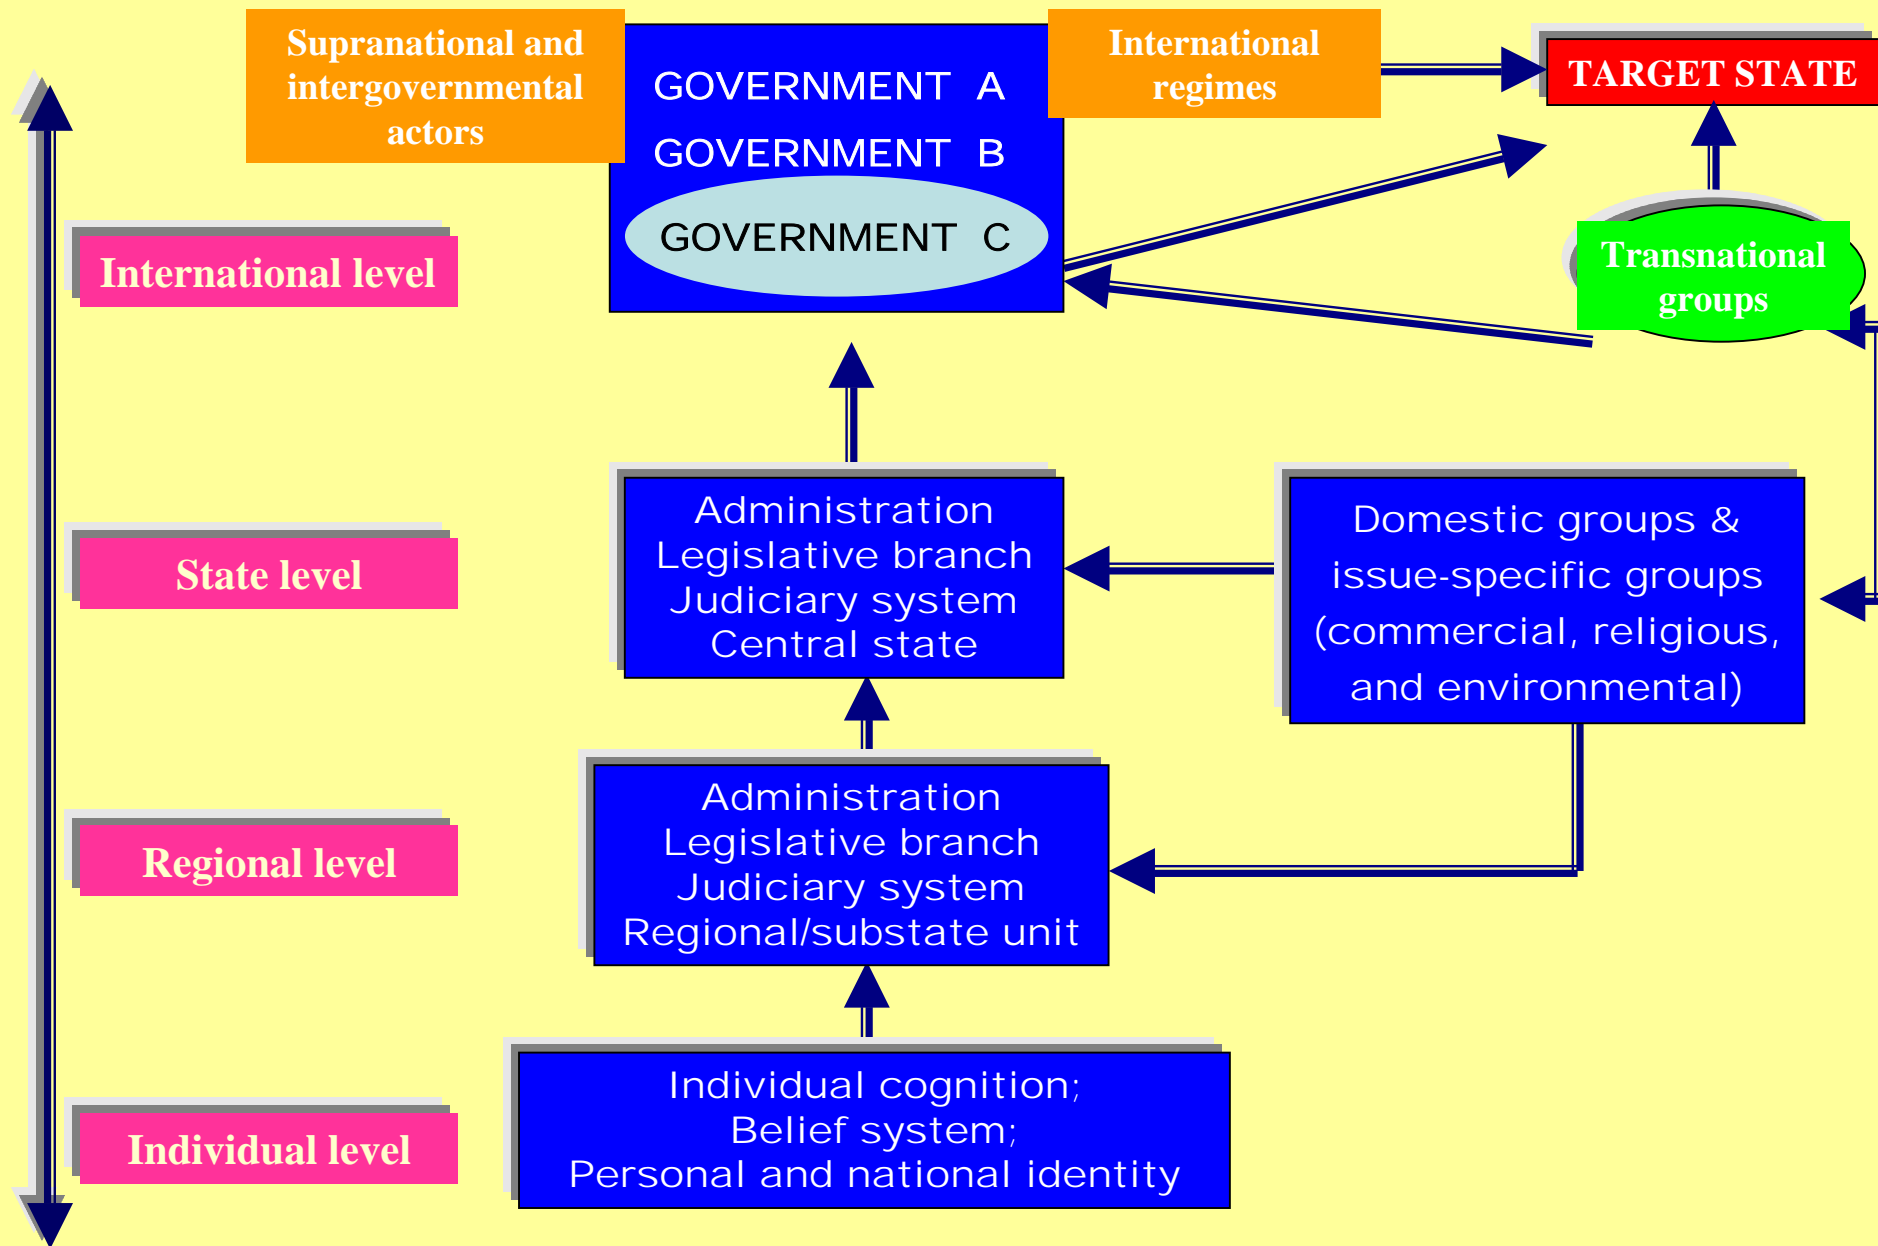 Supranational and
intergovernmental
actors
GOVERNMENT A
GOVERNMENT B
GOVERNMENT C
International
regimes
TARGET STATE
Transnational
groups
International level
State level
Administration
Legislative branch
Judiciary system
Central state
Domestic groups &
issue-specific groups
(commercial, religious,
and environmental)
Regional level
Administration
Legislative branch
Judiciary system
Regional/substate unit
Individual level
Individual cognition;
Belief system;
Personal and national identity